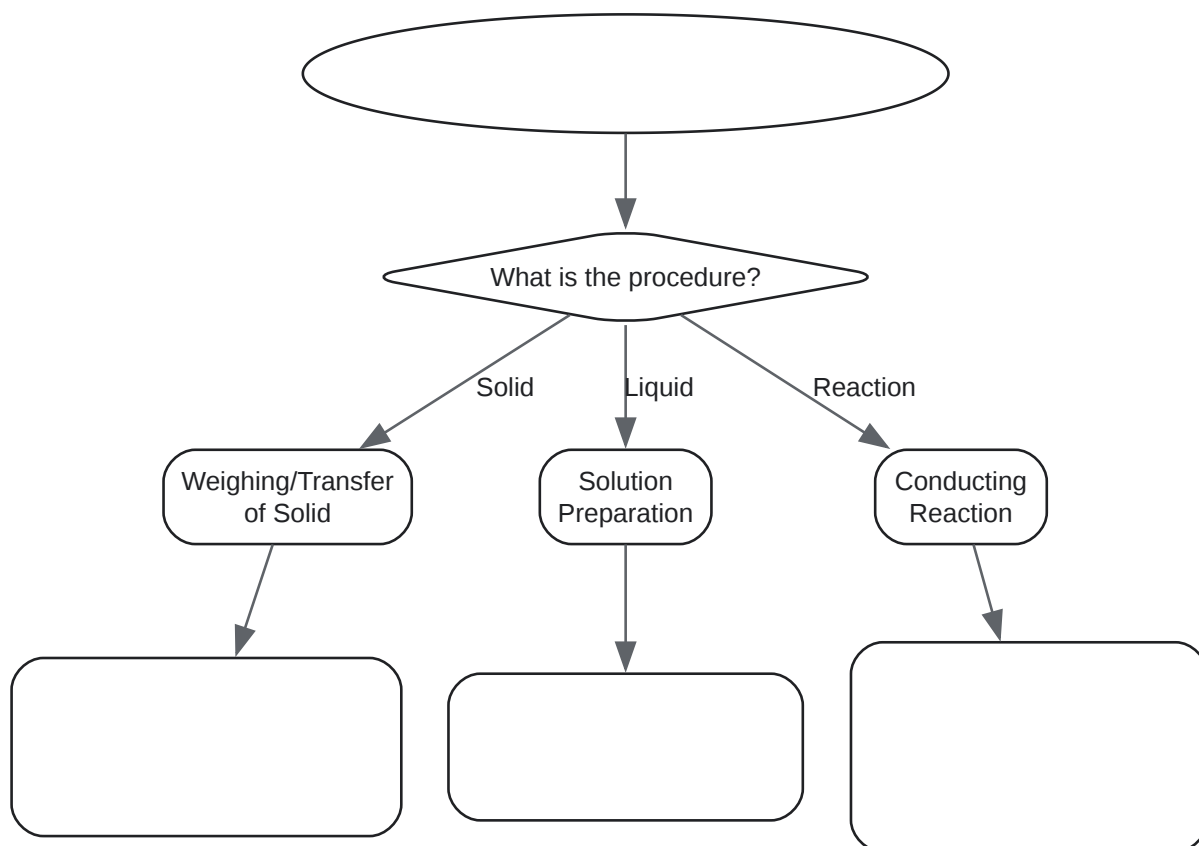 What is the procedure?
Solid
Liquid
Reaction
Weighing/Transfer
of Solid
Solution
Preparation
Conducting
Reaction